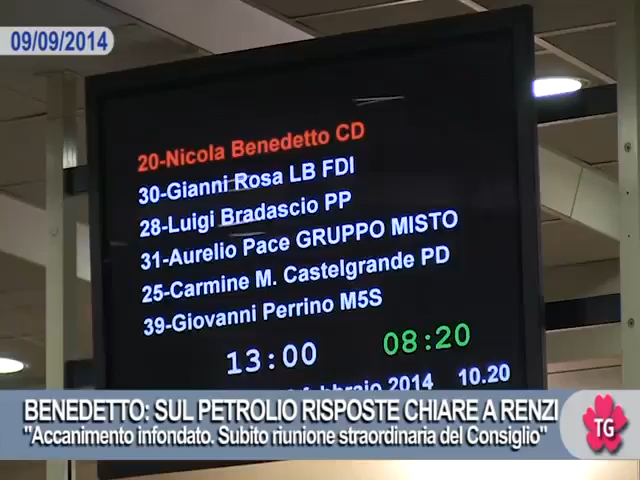 09/09/2014
20-Nicola Benedetto CD
30-Gianni Rosa LB FDI
28-Luigi Bradascio PP
31-Aurelio Pace GRUPPO MISTO
25-Carmine M. Castelgrande PD
39-Giovanni Perrino M5S
13:00 08:20
febbraio 2014 10.20
BENEDETTO: SUL PETROLIO RISPOSTE CHIARE A RENZI
"Accanimento infondato. Subito riunione straordinaria del Consiglio"
TG